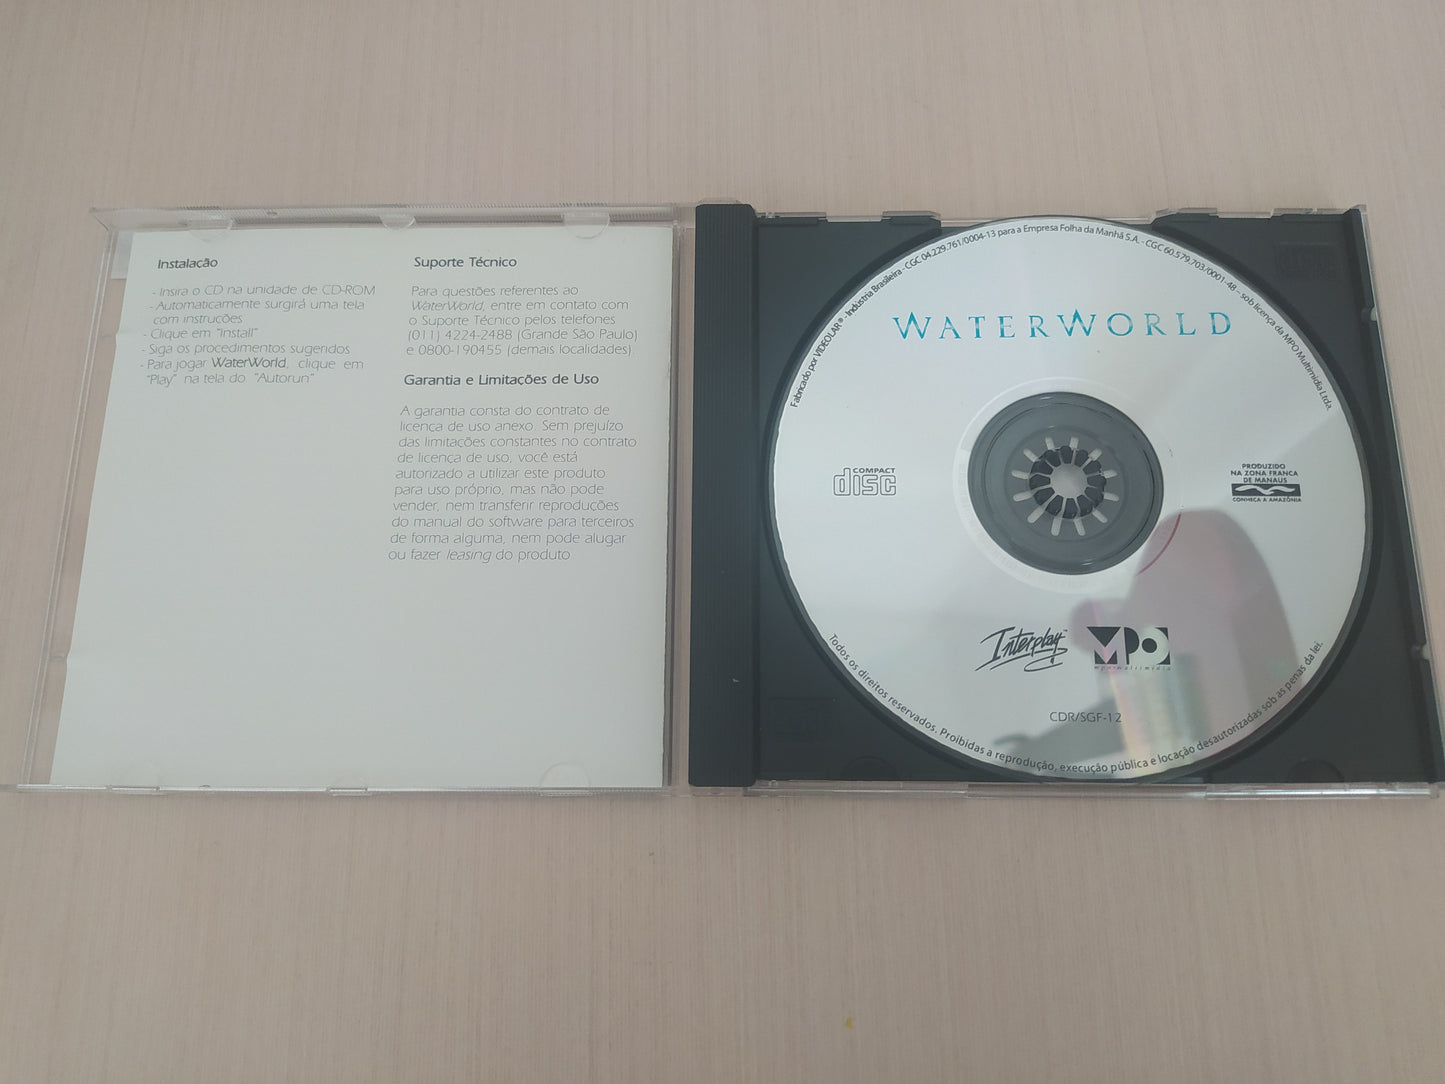 Instalação
- Insira o CD na unidade de CD-ROM
- Automaticamente surgirá uma tela
com instruções
- Clique em "Install"
- Siga os procedimentos sugeridos
- Para jogar WaterWorld, clique em
"Play" na tela do "Autorun"
Suporte Técnico
Para questões referentes ao
WaterWorld, entre em contato com
o Suporte Técnico pelos telefones
(011) 4224-2488 (Grande São Paulo)
e 0800-190455 (demais localidades)
Garantia e Limitações de Uso
A garantia consta do contrato de
licença de uso anexo. Sem prejuízo
das limitações constantes no contrato
de licença de uso, você está
autorizado a utilizar este produto
para uso próprio, mas não pode
vender, nem transferir reproduções
do manual do software para terceiros
de forma alguma, nem pode alugar
ou fazer leasing do produto
Fabricado por VIDEOLAR® - Indústria Brasileira - CGC 04.229.761/0004-13 para a Empresa Folha da Manhã S.A. - CGC 60.579.703/0001-48 - sob licença da MPO Multimídia Ltda.
WATERWORLD
COMPACT
disc
PRODUZIDO
NA ZONA FRANCA
DE MANAUS
CONHEÇA A AMAZÔNIA
Interplay™
MPO
mpo multimídia
CDR/SGF-12
Todos os direitos reservados. Proibidas a reprodução, execução pública e locação desautorizadas sob as penas da lei.